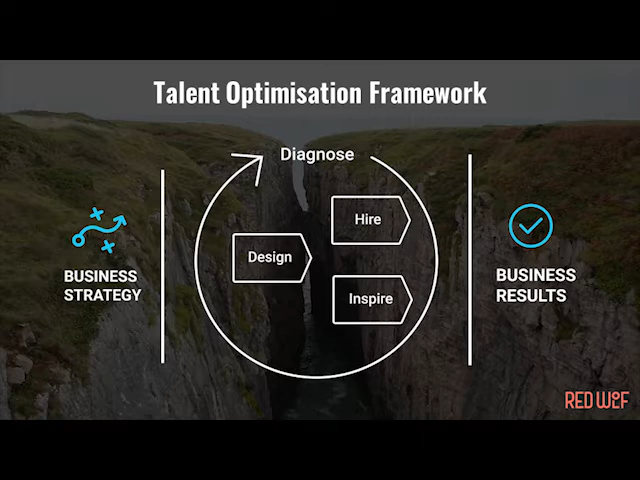 Talent Optimisation Framework
Diagnose
Hire
Design
Inspire
BUSINESS
STRATEGY
BUSINESS
RESULTS
RED WOLF